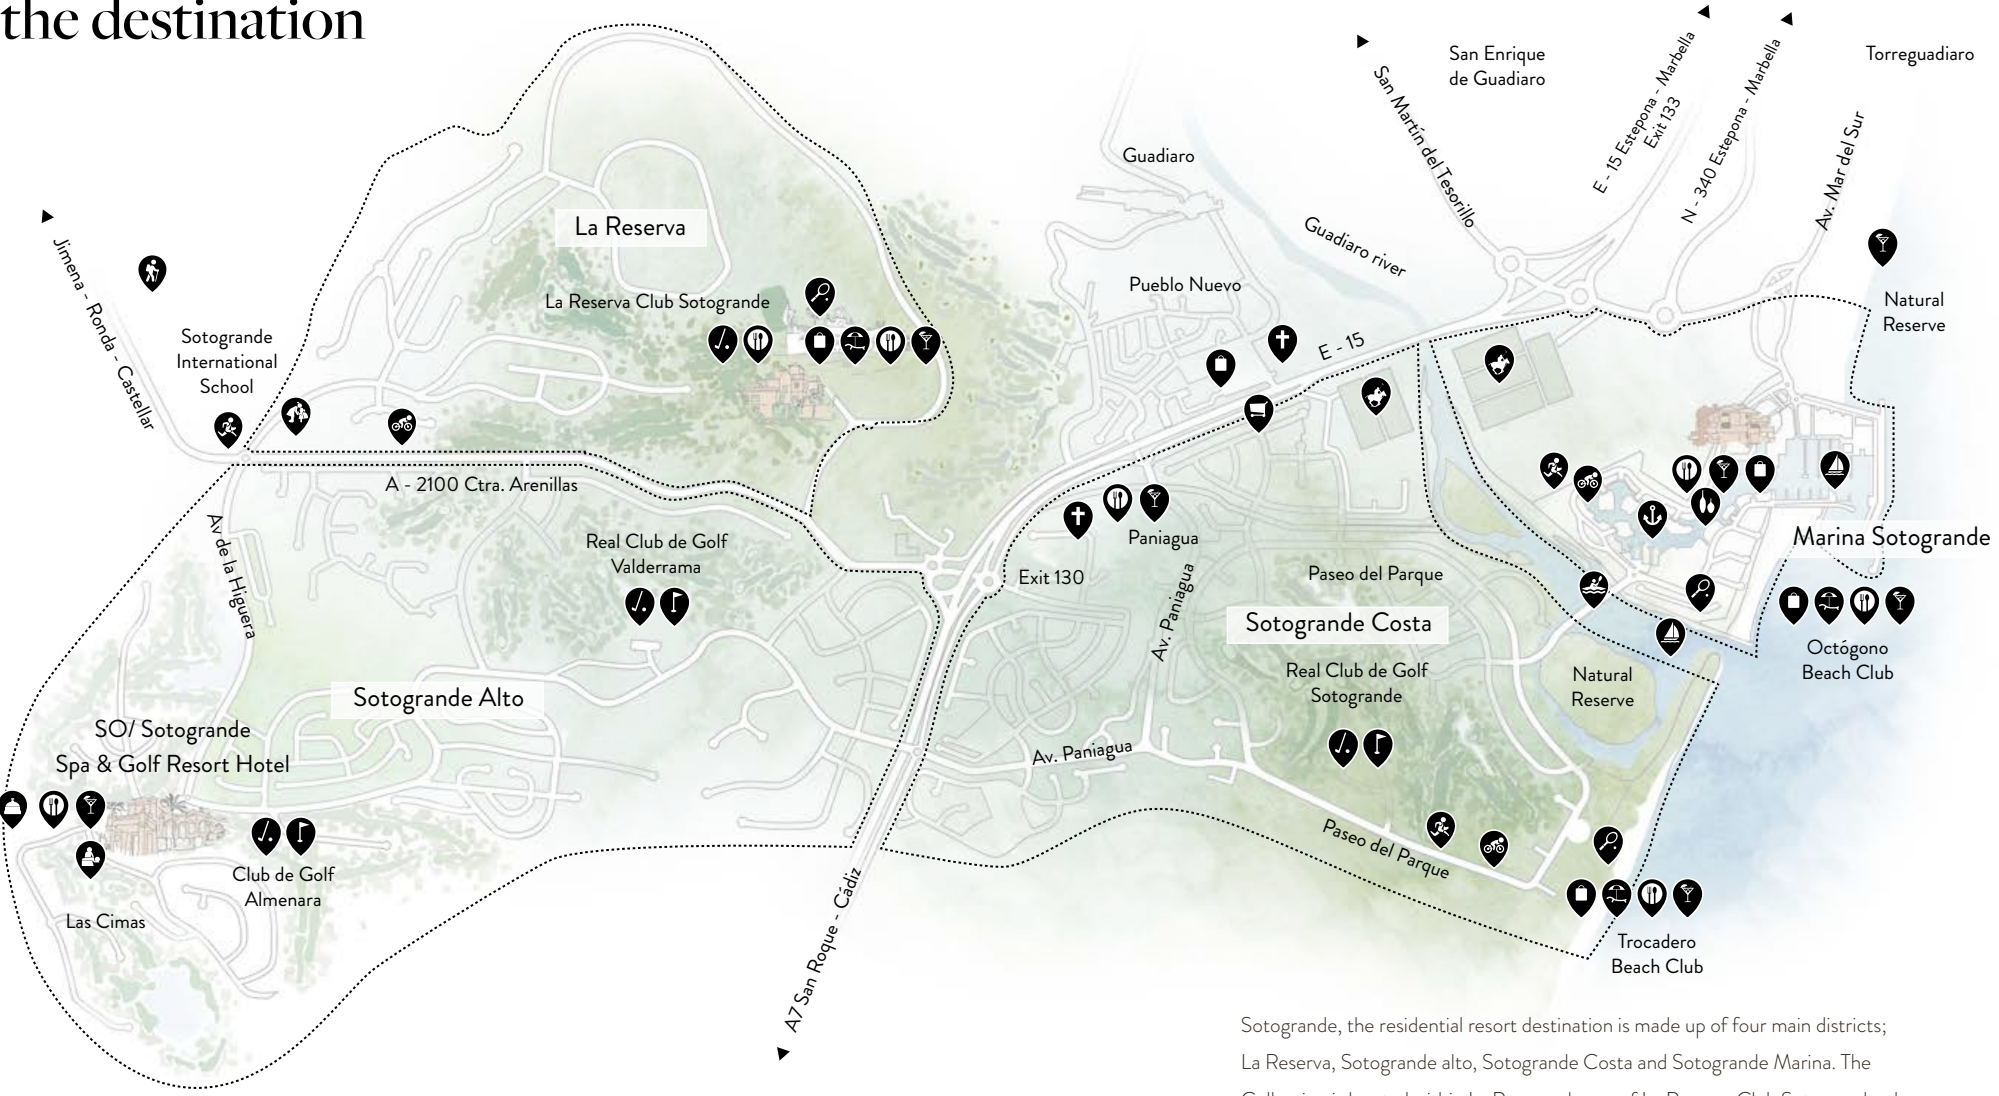 the destination
San Enrique
de Guadiaro
Torreguadiaro
E - 15 Estepona - Marbella
Exit 133
N - 340 Estepona - Marbella
San Martín del Tesorillo
Av. Mar del Sur
Guadiaro
Guadiaro river
La Reserva
Jimena - Ronda - Castellar
Pueblo Nuevo
La Reserva Club Sotogrande
Natural
Reserve
Sotogrande
International
School
E - 15
A - 2100 Ctra. Arenillas
Av de la Higuera
Real Club de Golf
Valderrama
Paniagua
Marina Sotogrande
Exit 130
Av. Paniagua
Paseo del Parque
Sotogrande Costa
Real Club de Golf
Sotogrande
Natural
Reserve
Octógono
Beach Club
Sotogrande Alto
SO/ Sotogrande
Spa & Golf Resort Hotel
Av. Paniagua
Paseo del Parque
Club de Golf
Almenara
Las Cimas
A7 San Roque - Cádiz
Trocadero
Beach Club
Sotogrande, the residential resort destination is made up of four main districts;
La Reserva, Sotogrande alto, Sotogrande Costa and Sotogrande Marina. The